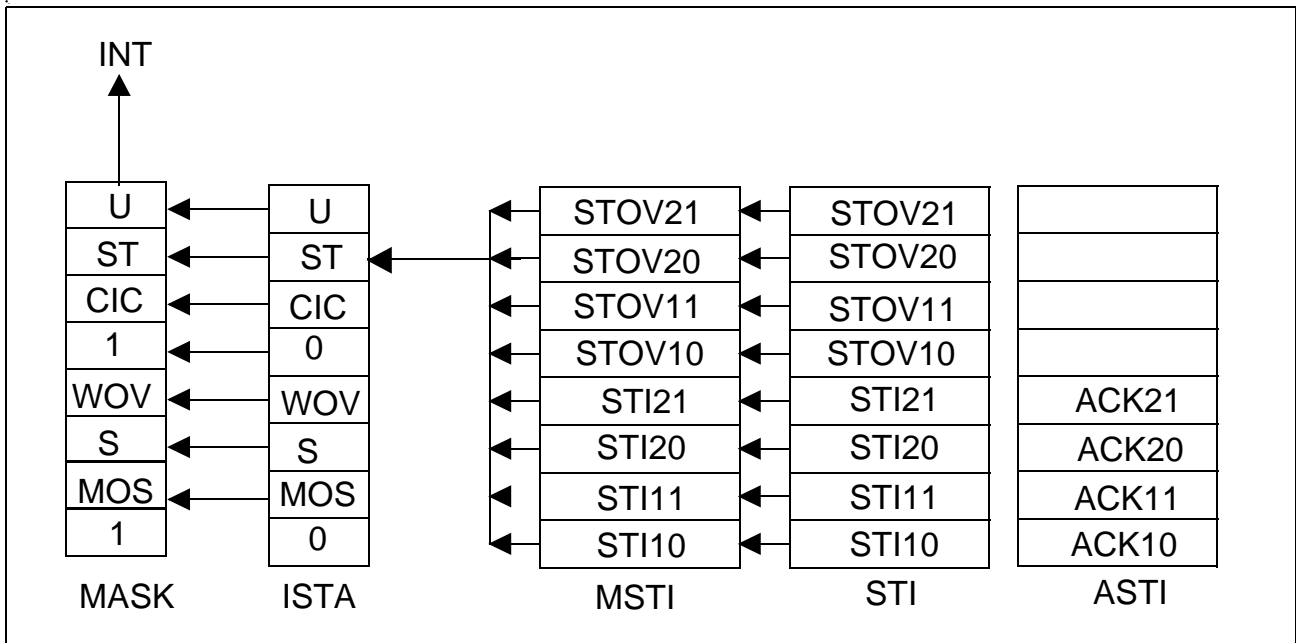 INT
U U STOV21 STOV21
ST ST STOV20 STOV20
CIC CIC STOV11 STOV11
1 0 STOV10 STOV10
WOV WOV STI21 STI21 ACK21
S S STI20 STI20 ACK20
MOS MOS STI11 STI11 ACK11
1 0 STI10 STI10 ACK10
MASK ISTA MSTI STI ASTI